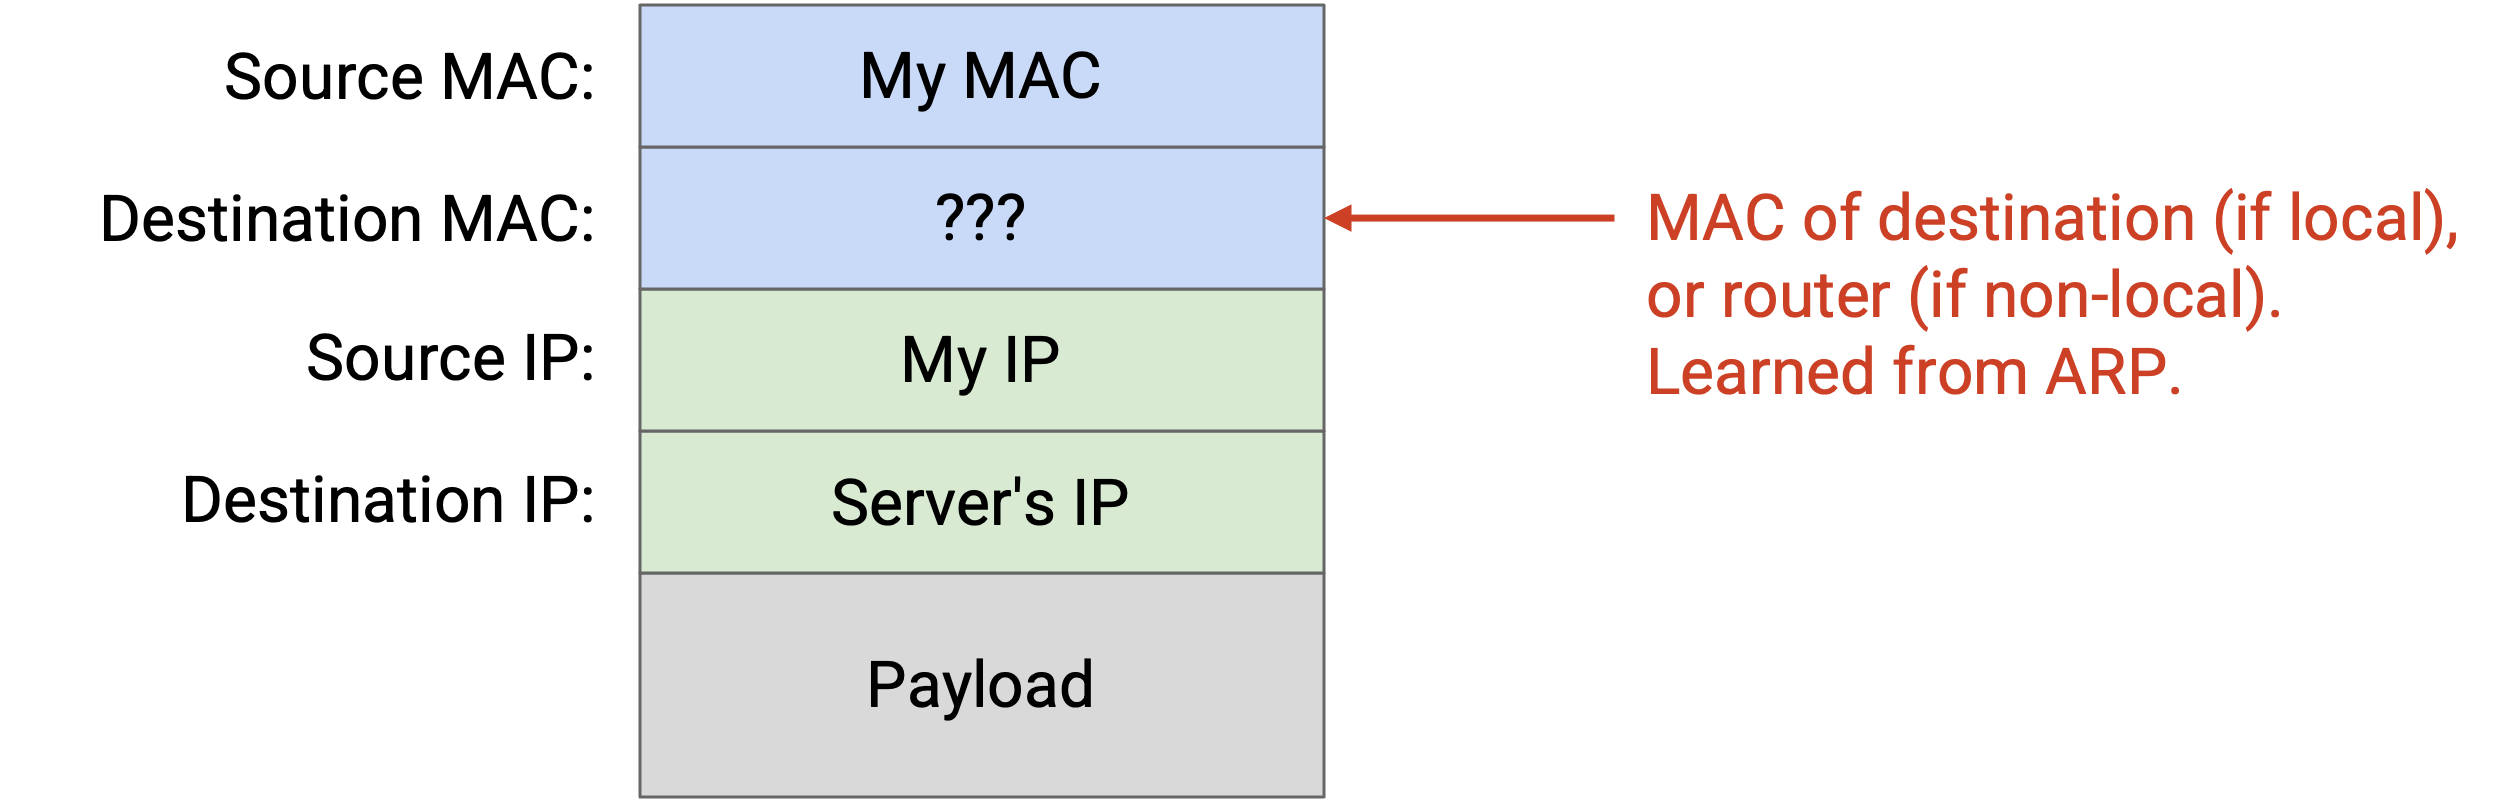 Source MAC: My MAC
Destination MAC: ??? MAC of destination (if local),
or router (if non-local).
Learned from ARP.
Source IP: My IP
Destination IP: Server's IP
Payload